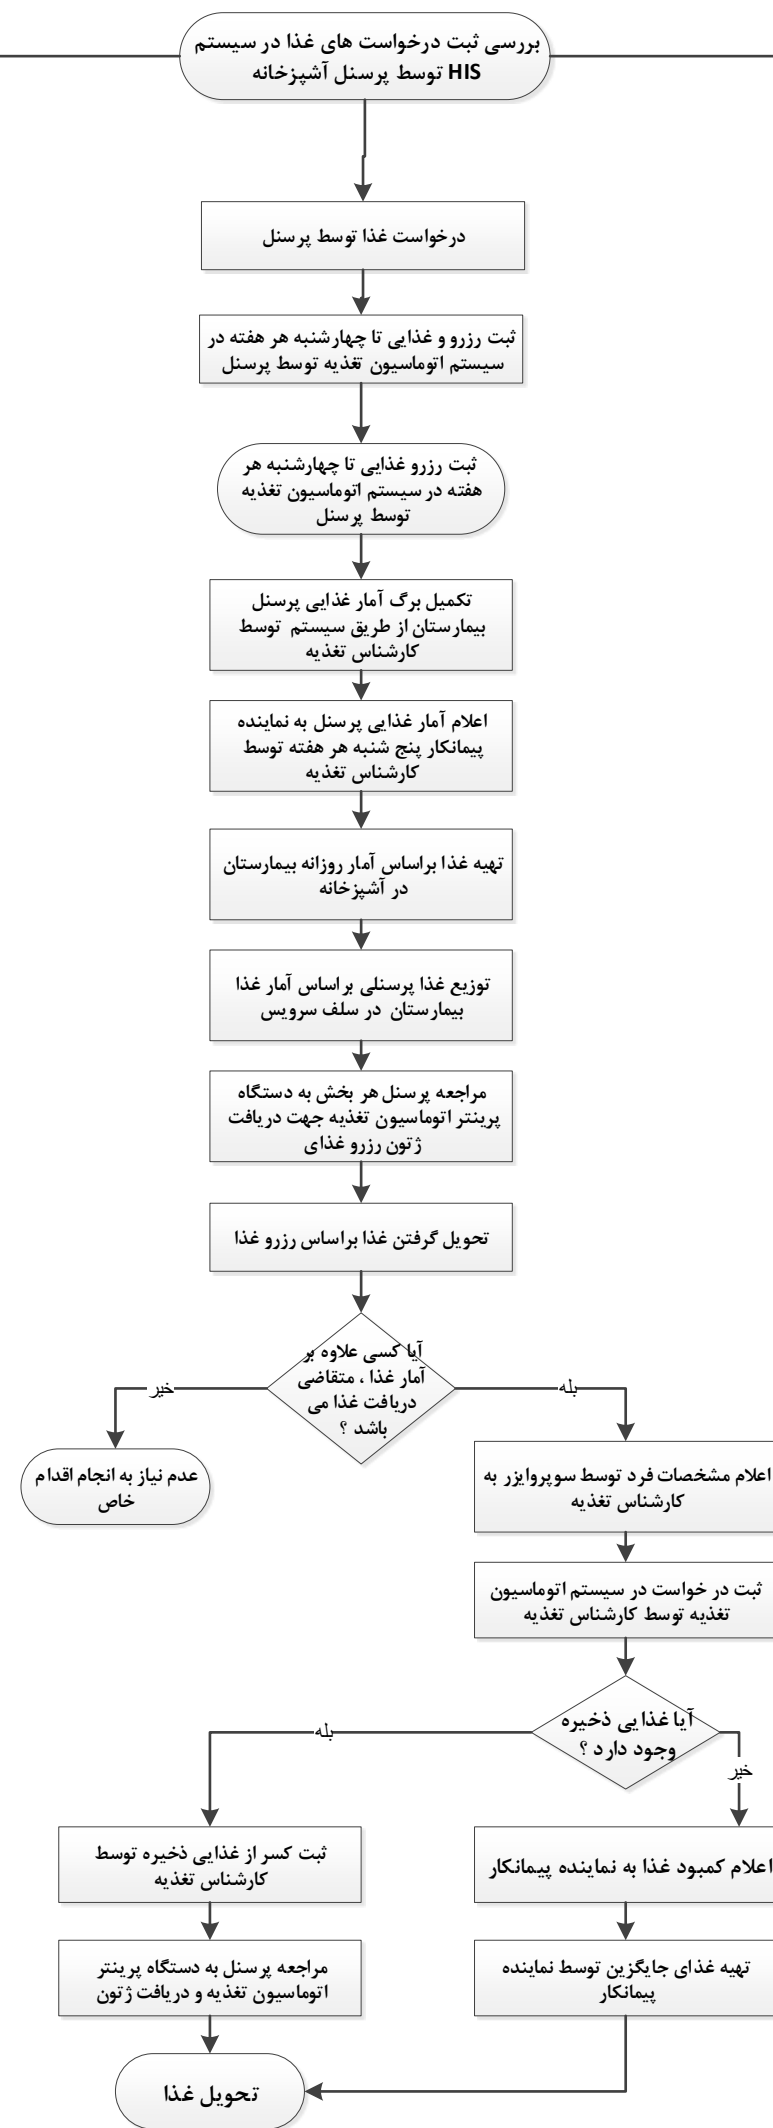 بررسی ثبت درخواست های غذا در سیستم
HIS توسط پرسنل آشپزخانه
درخواست غذا توسط پرسنل
ثبت رزرو و غذایی تا چهارشنبه هر هفته در
سیستم اتوماسیون تغذیه توسط پرسنل
ثبت رزرو غذایی تا چهارشنبه هر
هفته در سیستم اتوماسیون تغذیه
توسط پرسنل
تکمیل برگ آمار غذایی پرسنل
بیمارستان از طریق سیستم توسط
کارشناس تغذیه
اعلام آمار غذایی پرسنل به نماینده
پیمانکار پنج شنبه هر هفته توسط
کارشناس تغذیه
تهیه غذا براساس آمار روزانه بیمارستان
در آشپزخانه
توزیع غذا پرسنلی براساس آمار غذا
بیمارستان در سلف سرویس
مراجعه پرسنل هر بخش به دستگاه
پرینتر اتوماسیون تغذیه جهت دریافت
ژتون رزرو غذای
تحویل گرفتن غذا براساس رزرو غذا
آیا کسی علاوه بر
آمار غذا ، متقاضی
دریافت غذا می
باشد ؟
بله
خیر
عدم نیاز به انجام اقدام
خاص
اعلام مشخصات فرد توسط سوپروایزر به
کارشناس تغذیه
ثبت در خواست در سیستم اتوماسیون
تغذیه توسط کارشناس تغذیه
آیا غذایی ذخیره
وجود دارد ؟
بله
خیر
ثبت کسر از غذایی ذخیره توسط
کارشناس تغذیه
اعلام کمبود غذا به نماینده پیمانکار
مراجعه پرسنل به دستگاه پرینتر
اتوماسیون تغذیه و دریافت ژتون
تهیه غذای جایگزین توسط نماینده
پیمانکار
تحویل غذا